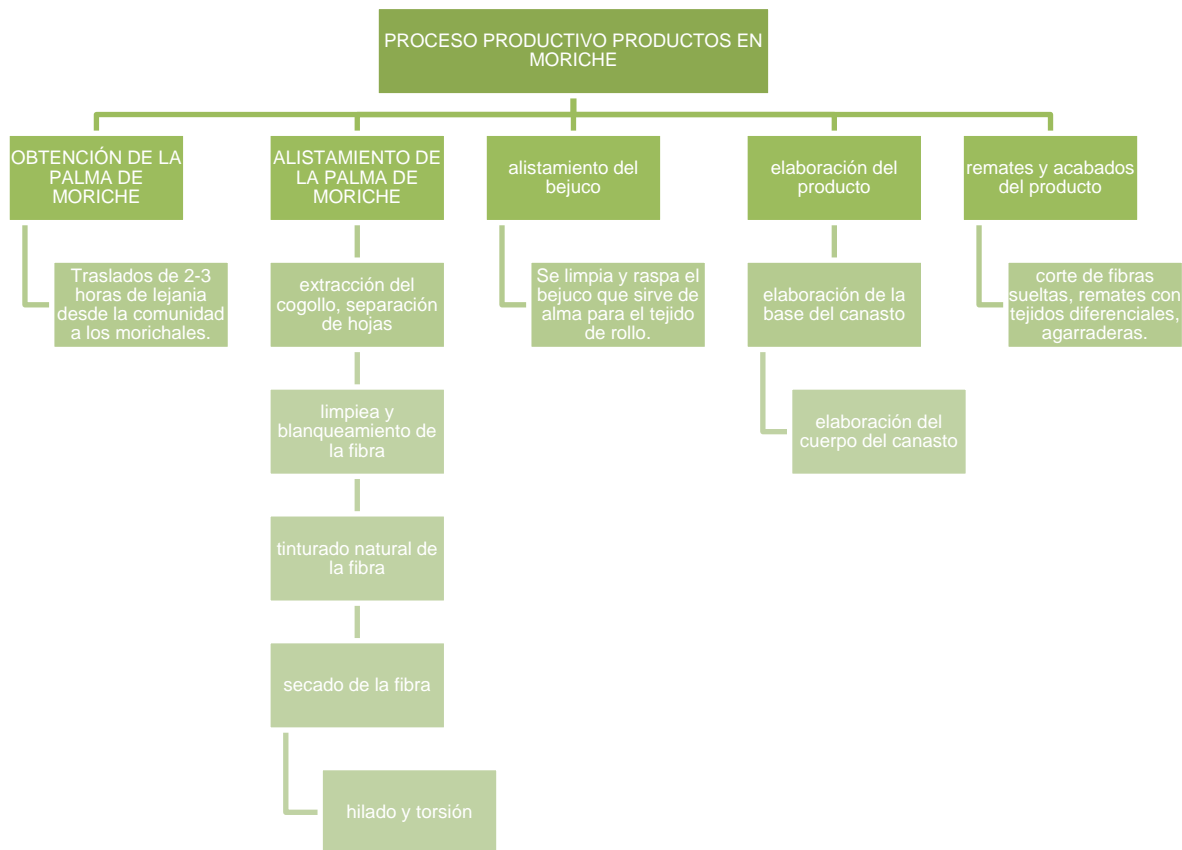 PROCESO PRODUCTIVO PRODUCTOS EN
MORICHE
OBTENCIÓN DE LA
PALMA DE
MORICHE
Traslados de 2-3
horas de lejania
desde la comunidad
a los morichales.
ALISTAMIENTO DE
LA PALMA DE
MORICHE
extracción del
cogollo, separación
de hojas
limpiea y
blanqueamiento de
la fibra
tinturado natural de
la fibra
secado de la fibra
hilado y torsión
alistamiento del
bejuco
Se limpia y raspa el
bejuco que sirve de
alma para el tejido
de rollo.
elaboración del
producto
elaboración de la
base del canasto
elaboración del
cuerpo del canasto
remates y acabados
del producto
corte de fibras
sueltas, remates con
tejidos diferenciales,
agarraderas.